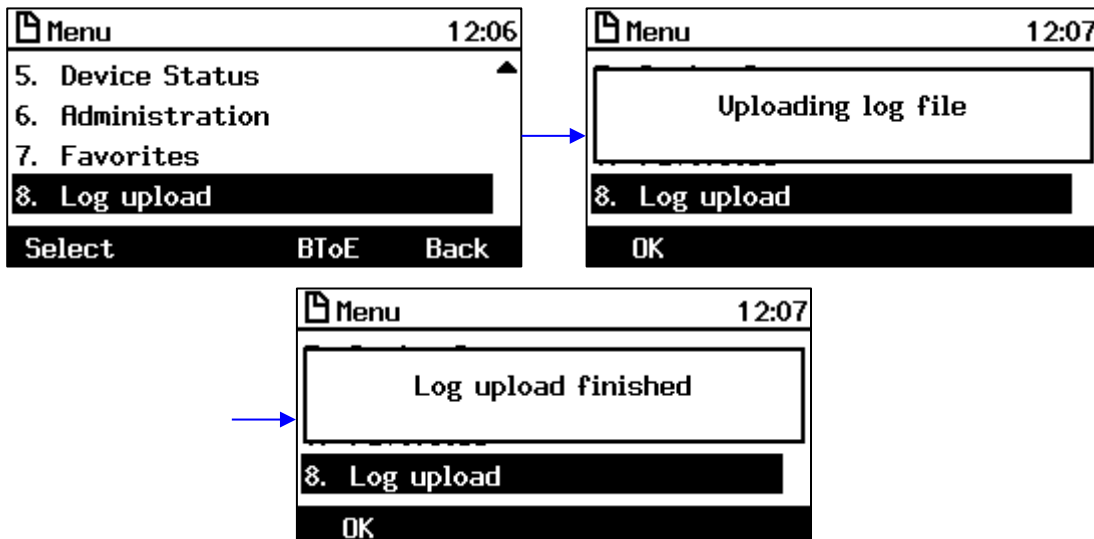 Menu 12:06
5. Device Status
6. Administration
7. Favorites
8. Log upload
Select BToE Back
Menu 12:07
Uploading log file
8. Log upload
OK
Menu 12:07
Log upload finished
8. Log upload
OK